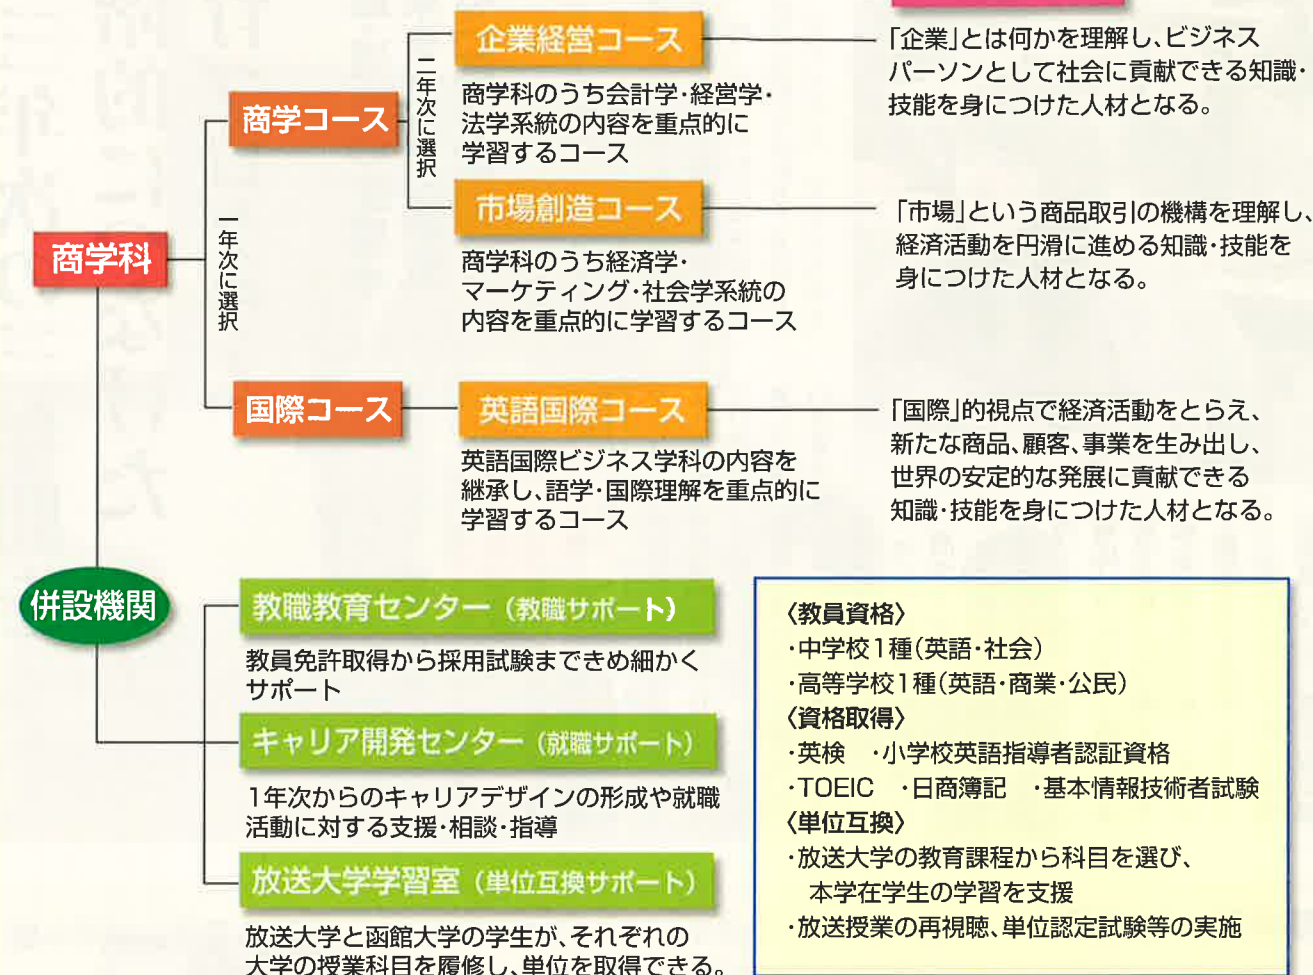 企業経営コース
「企業」とは何かを理解し、ビジネス
パーソンとして社会に貢献できる知識・
技能を身につけた人材となる。
商学コース
二年次に選択
商学科のうち会計学・経営学・
法学系統の内容を重点的に
学習するコース
市場創造コース
「市場」という商品取引の機構を理解し、
経済活動を円滑に進める知識・技能を
身につけた人材となる。
商学科
一年次に選択
商学科のうち経済学・
マーケティング・社会学系統の
内容を重点的に学習するコース
国際コース
英語国際コース
「国際」的視点で経済活動をとらえ、
新たな商品、顧客、事業を生み出し、
世界の安定的な発展に貢献できる
知識・技能を身につけた人材となる。
英語国際ビジネス学科の内容を
継承し、語学・国際理解を重点的に
学習するコース
併設機関
教職教育センター（教職サポート）
教員免許取得から採用試験まできめ細かく
サポート
キャリア開発センター（就職サポート）
1年次からのキャリアデザインの形成や就職
活動に対する支援・相談・指導
放送大学学習室（単位互換サポート）
放送大学と函館大学の学生が、それぞれの
大学の授業科目を履修し、単位を取得できる。
〈教員資格〉
・中学校1種（英語・社会）
・高等学校1種（英語・商業・公民）
〈資格取得〉
・英検 ・小学校英語指導者認証資格
・TOEIC ・日商簿記 ・基本情報技術者試験
〈単位互換〉
・放送大学の教育課程から科目を選び、
本学在学生の学習を支援
・放送授業の再視聴、単位認定試験等の実施